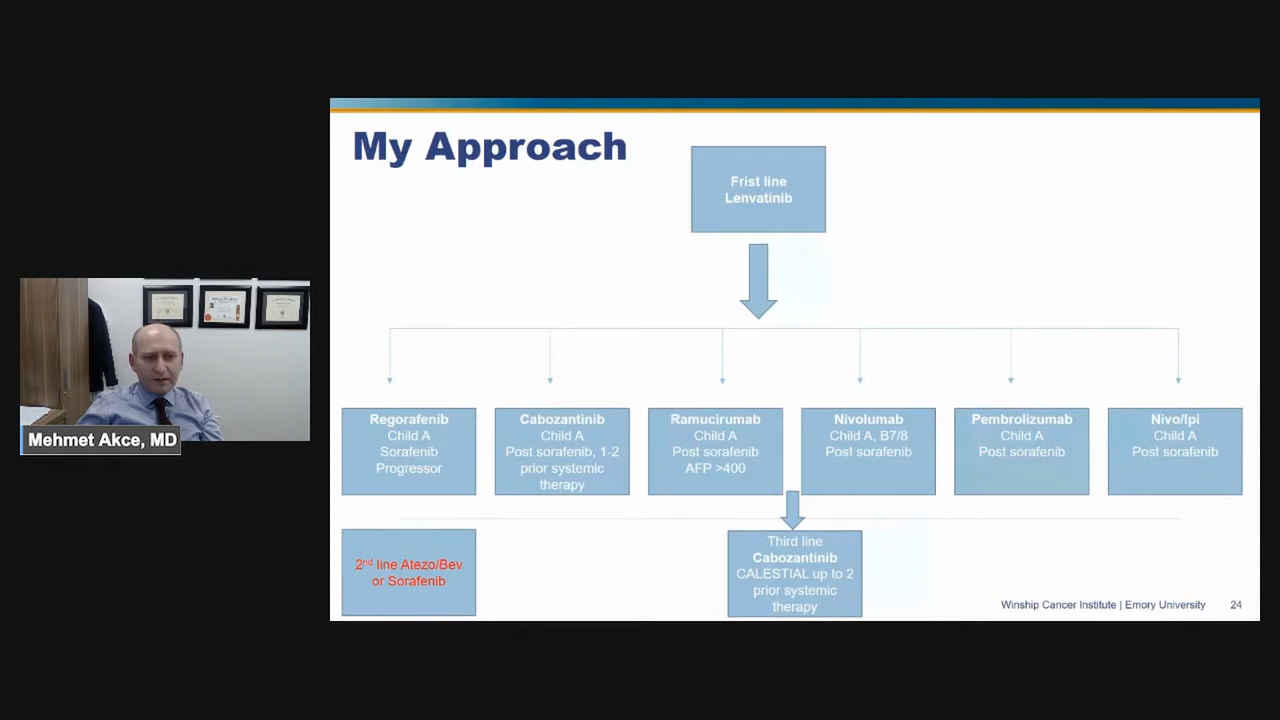 My Approach
Frist line
Lenvatinib
Regorafenib
Child A
Sorafenib
Progressor
Cabozantinib
Child A
Post sorafenib, 1-2
prior systemic
therapy
Ramucirumab
Child A
Post sorafenib
AFP >400
Nivolumab
Child A, B7/8
Post sorafenib
Pembrolizumab
Child A
Post sorafenib
Nivo/Ipi
Child A
Post sorafenib
2nd line Atezo/Bev
or Sorafenib
Third line
Cabozantinib
CALESTIAL up to 2
prior systemic
therapy
Winship Cancer Institute | Emory University 24
Mehmet Akce, MD